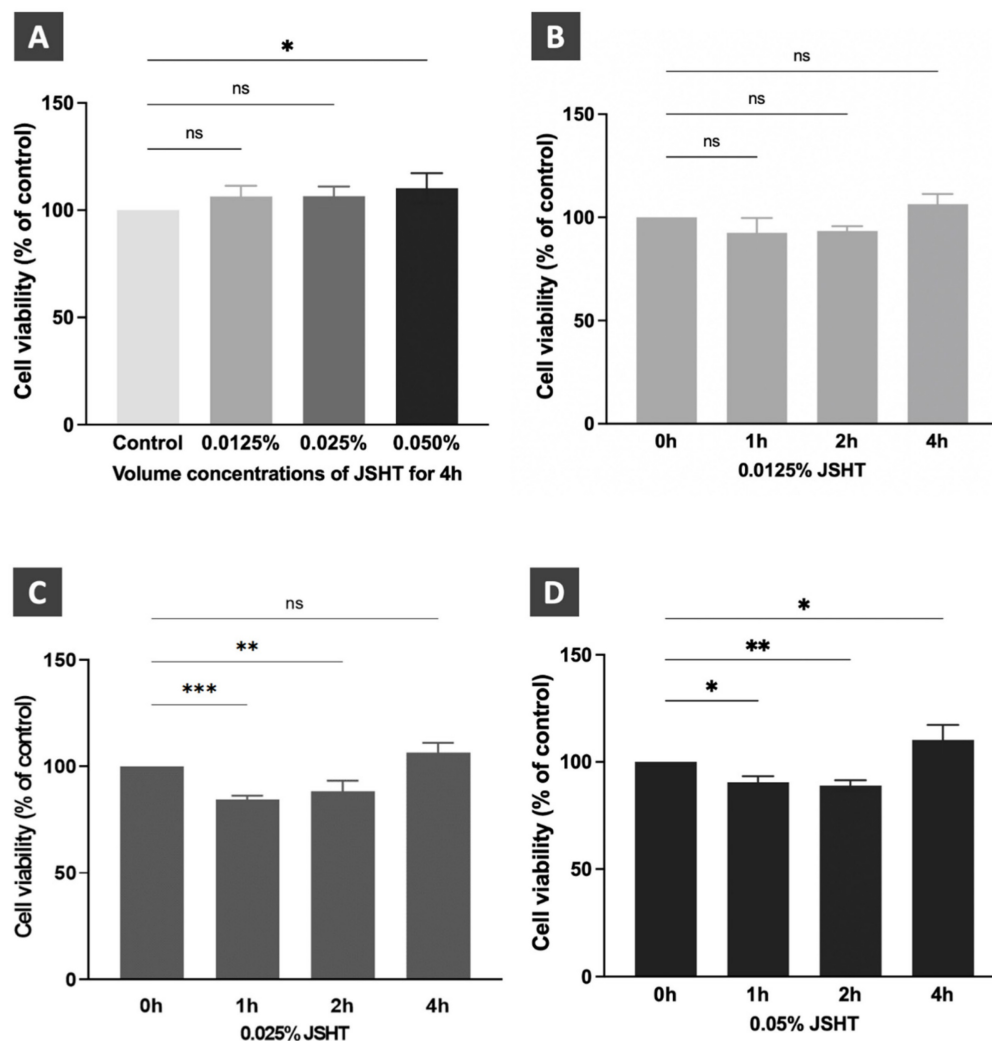 A
*
ns
ns
150
100
50
0
Cell viability (% of control)
Control 0.0125% 0.025% 0.050%
Volume concentrations of JSHT for 4h
B
ns
ns
ns
150
100
50
0
Cell viability (% of control)
0h 1h 2h 4h
0.0125% JSHT
C
ns
**
***
150
100
50
0
Cell viability (% of control)
0h 1h 2h 4h
0.025% JSHT
D
*
**
*
150
100
50
0
Cell viability (% of control)
0h 1h 2h 4h
0.05% JSHT